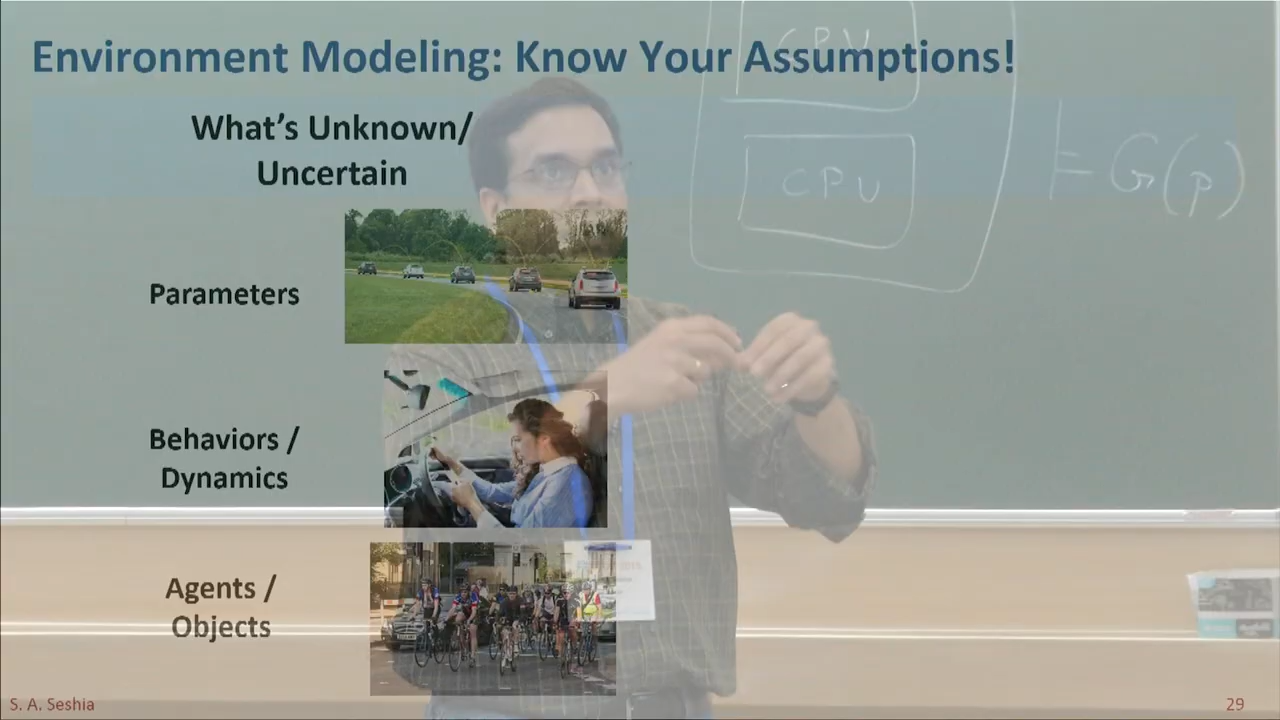 Environment Modeling: Know Your Assumptions!
What's Unknown/
Uncertain
CPU
CPU
⊨ G(p)
Parameters
Behaviors /
Dynamics
Agents /
Objects
S. A. Seshia
29